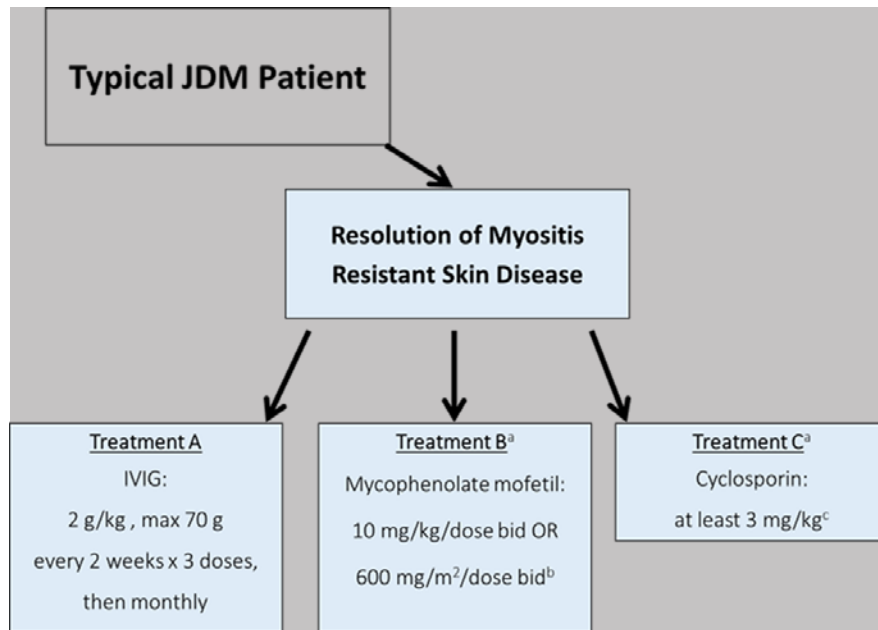 Typical JDM Patient
Resolution of Myositis
Resistant Skin Disease
Treatment A
IVIG:
2 g/kg , max 70 g
every 2 weeks x 3 doses,
then monthly
Treatment Bᵃ
Mycophenolate mofetil:
10 mg/kg/dose bid OR
600 mg/m²/dose bidᵇ
Treatment Cᵃ
Cyclosporin:
at least 3 mg/kgᶜ